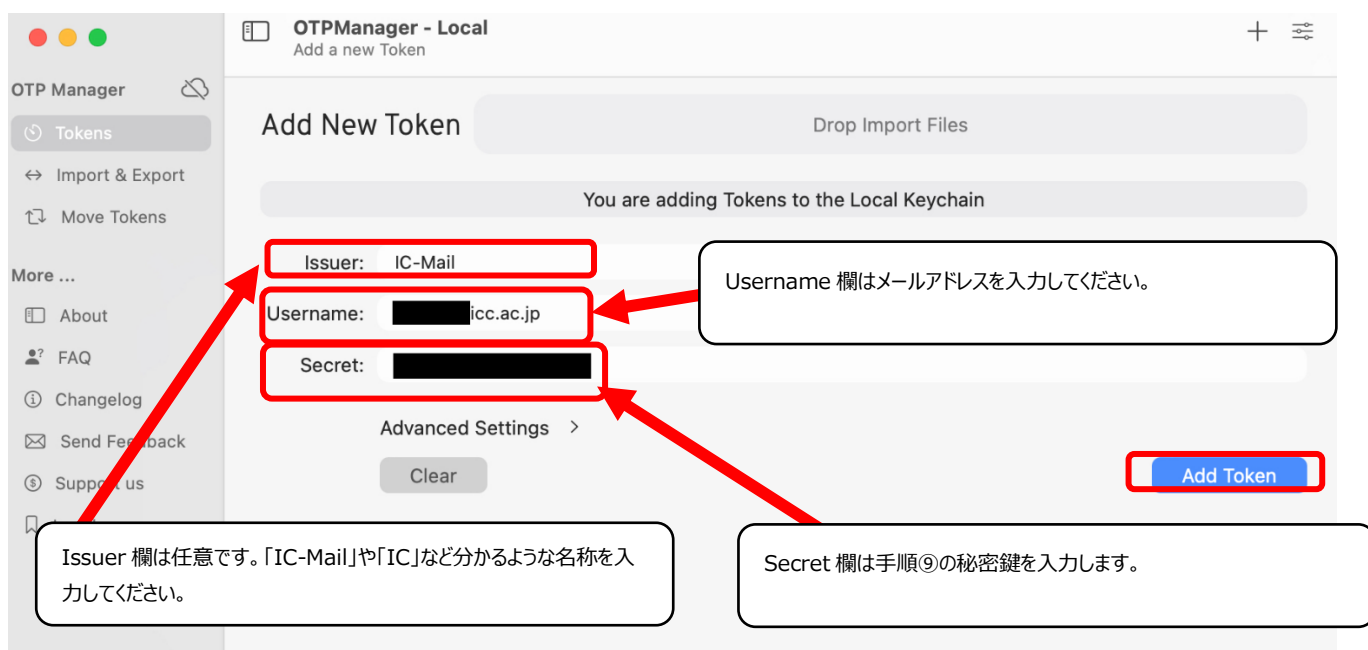 OTPManager - Local
Add a new Token
OTP Manager
Tokens
Import & Export
Move Tokens
More ...
About
FAQ
Changelog
Send Feedback
Support us
Add New Token
Drop Import Files
You are adding Tokens to the Local Keychain
Issuer: IC-Mail
Username: icc.ac.jp
Secret:
Advanced Settings >
Clear
Add Token
Username 欄はメールアドレスを入力してください。
Issuer 欄は任意です。「IC-Mail」や「IC」など分かるような名称を入
力してください。
Secret 欄は手順⑨の秘密鍵を入力します。